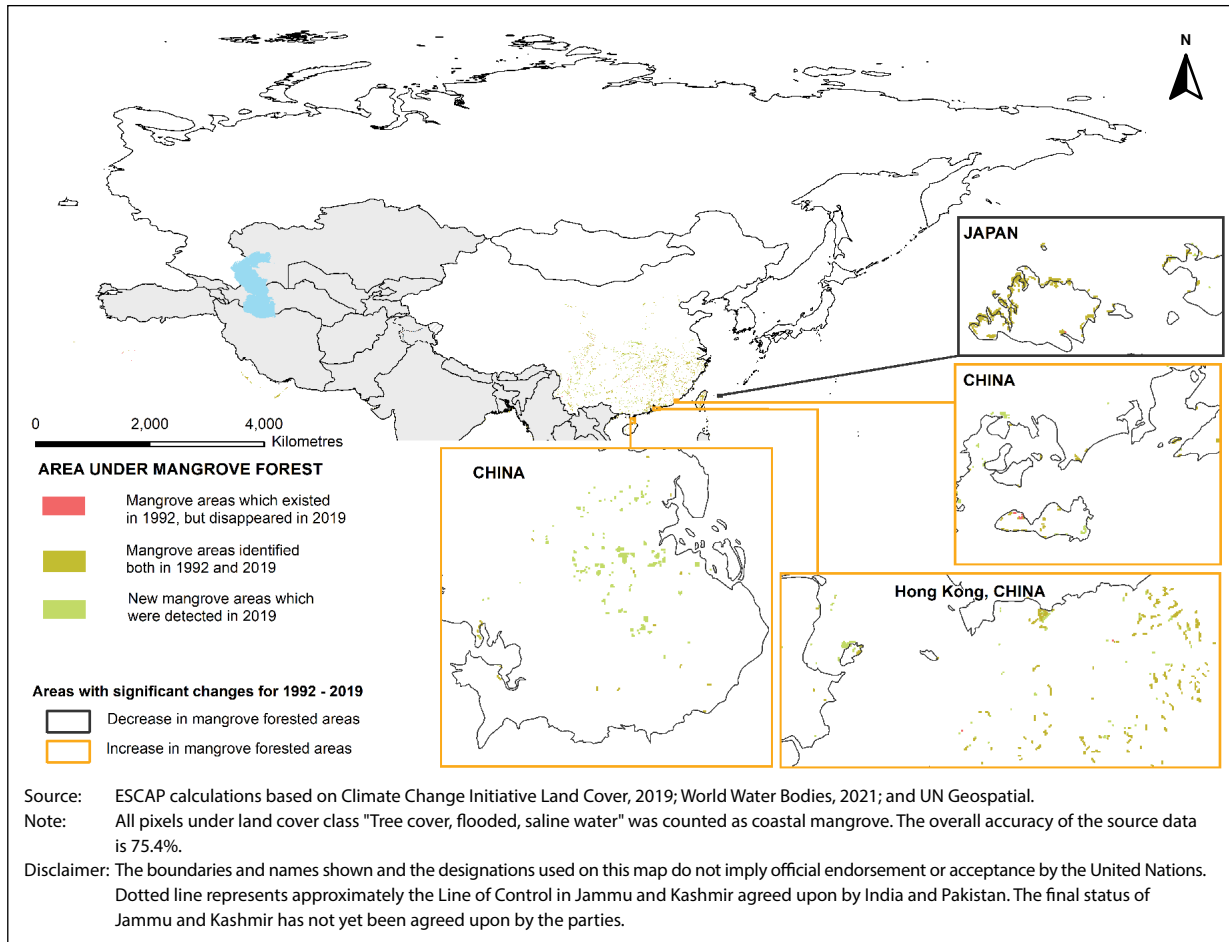 N
JAPAN
CHINA
0 2,000 4,000
Kilometres
AREA UNDER MANGROVE FOREST
Mangrove areas which existed
in 1992, but disappeared in 2019
Mangrove areas identified
both in 1992 and 2019
New mangrove areas which
were detected in 2019
CHINA
Hong Kong, CHINA
Areas with significant changes for 1992 - 2019
Decrease in mangrove forested areas
Increase in mangrove forested areas
Source: ESCAP calculations based on Climate Change Initiative Land Cover, 2019; World Water Bodies, 2021; and UN Geospatial.
Note: All pixels under land cover class "Tree cover, flooded, saline water" was counted as coastal mangrove. The overall accuracy of the source data
is 75.4%.
Disclaimer: The boundaries and names shown and the designations used on this map do not imply official endorsement or acceptance by the United Nations.
Dotted line represents approximately the Line of Control in Jammu and Kashmir agreed upon by India and Pakistan. The final status of
Jammu and Kashmir has not yet been agreed upon by the parties.